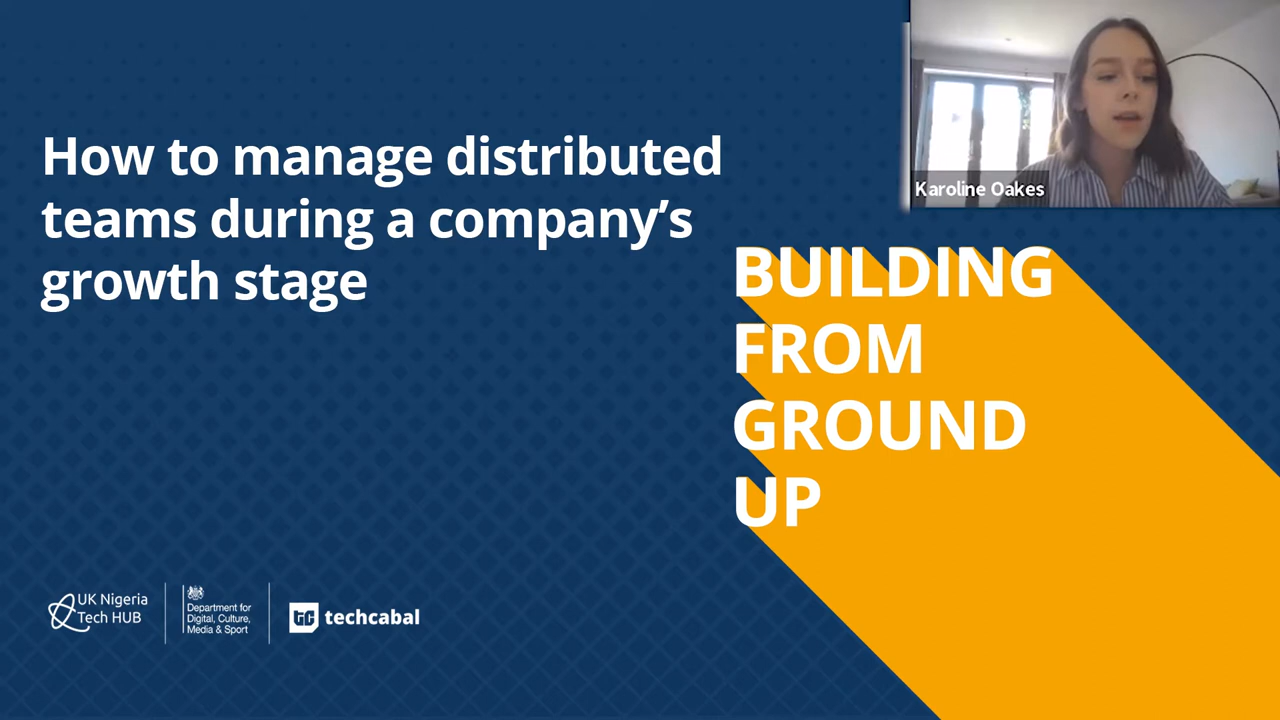 How to manage distributed
teams during a company’s
growth stage
Karoline Oakes
BUILDING
FROM
GROUND
UP
UK Nigeria
Tech HUB
Department for
Digital, Culture,
Media & Sport
TC techcabal